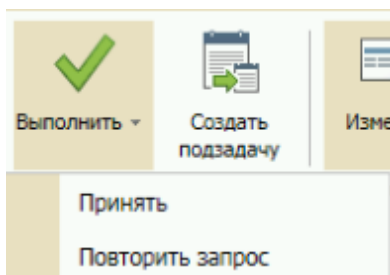 Выполнить
Создать
подзадачу
Принять
Повторить запрос